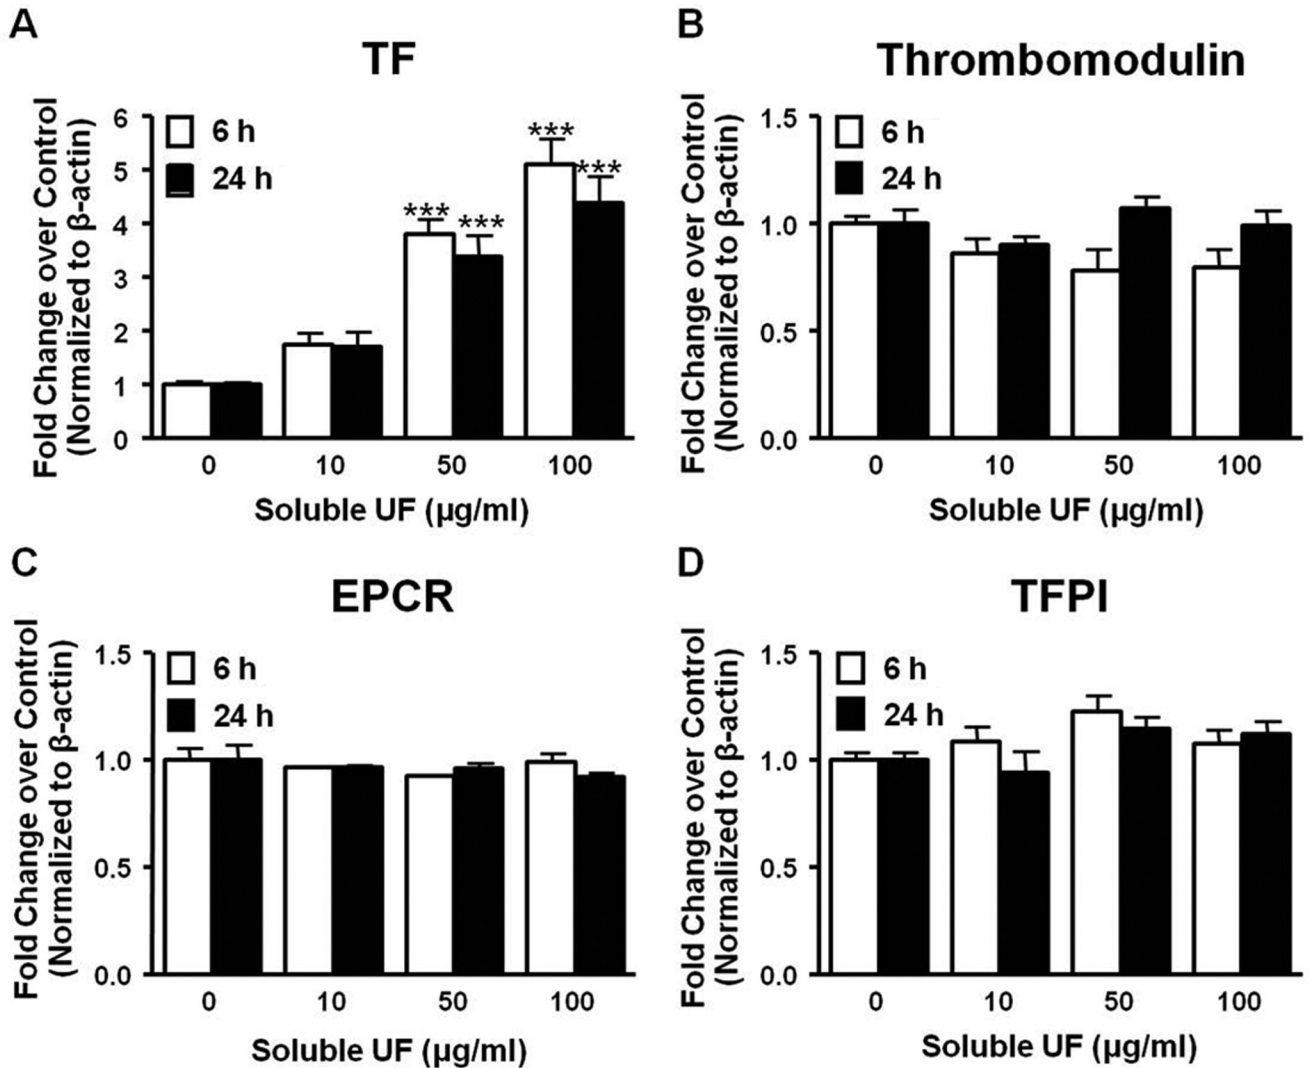 A
TF
Fold Change over Control
(Normalized to β-actin)
6
5
4
3
2
1
0
6 h
24 h
***
***
***
***
0 10 50 100
Soluble UF (µg/ml)
B
Thrombomodulin
Fold Change over Control
(Normalized to β-actin)
1.5
1.0
0.5
0.0
6 h
24 h
0 10 50 100
Soluble UF (µg/ml)
C
EPCR
Fold Change over Control
(Normalized to β-actin)
1.5
1.0
0.5
0.0
6 h
24 h
0 10 50 100
Soluble UF (µg/ml)
D
TFPI
Fold Change over Control
(Normalized to β-actin)
1.5
1.0
0.5
0.0
6 h
24 h
0 10 50 100
Soluble UF (µg/ml)